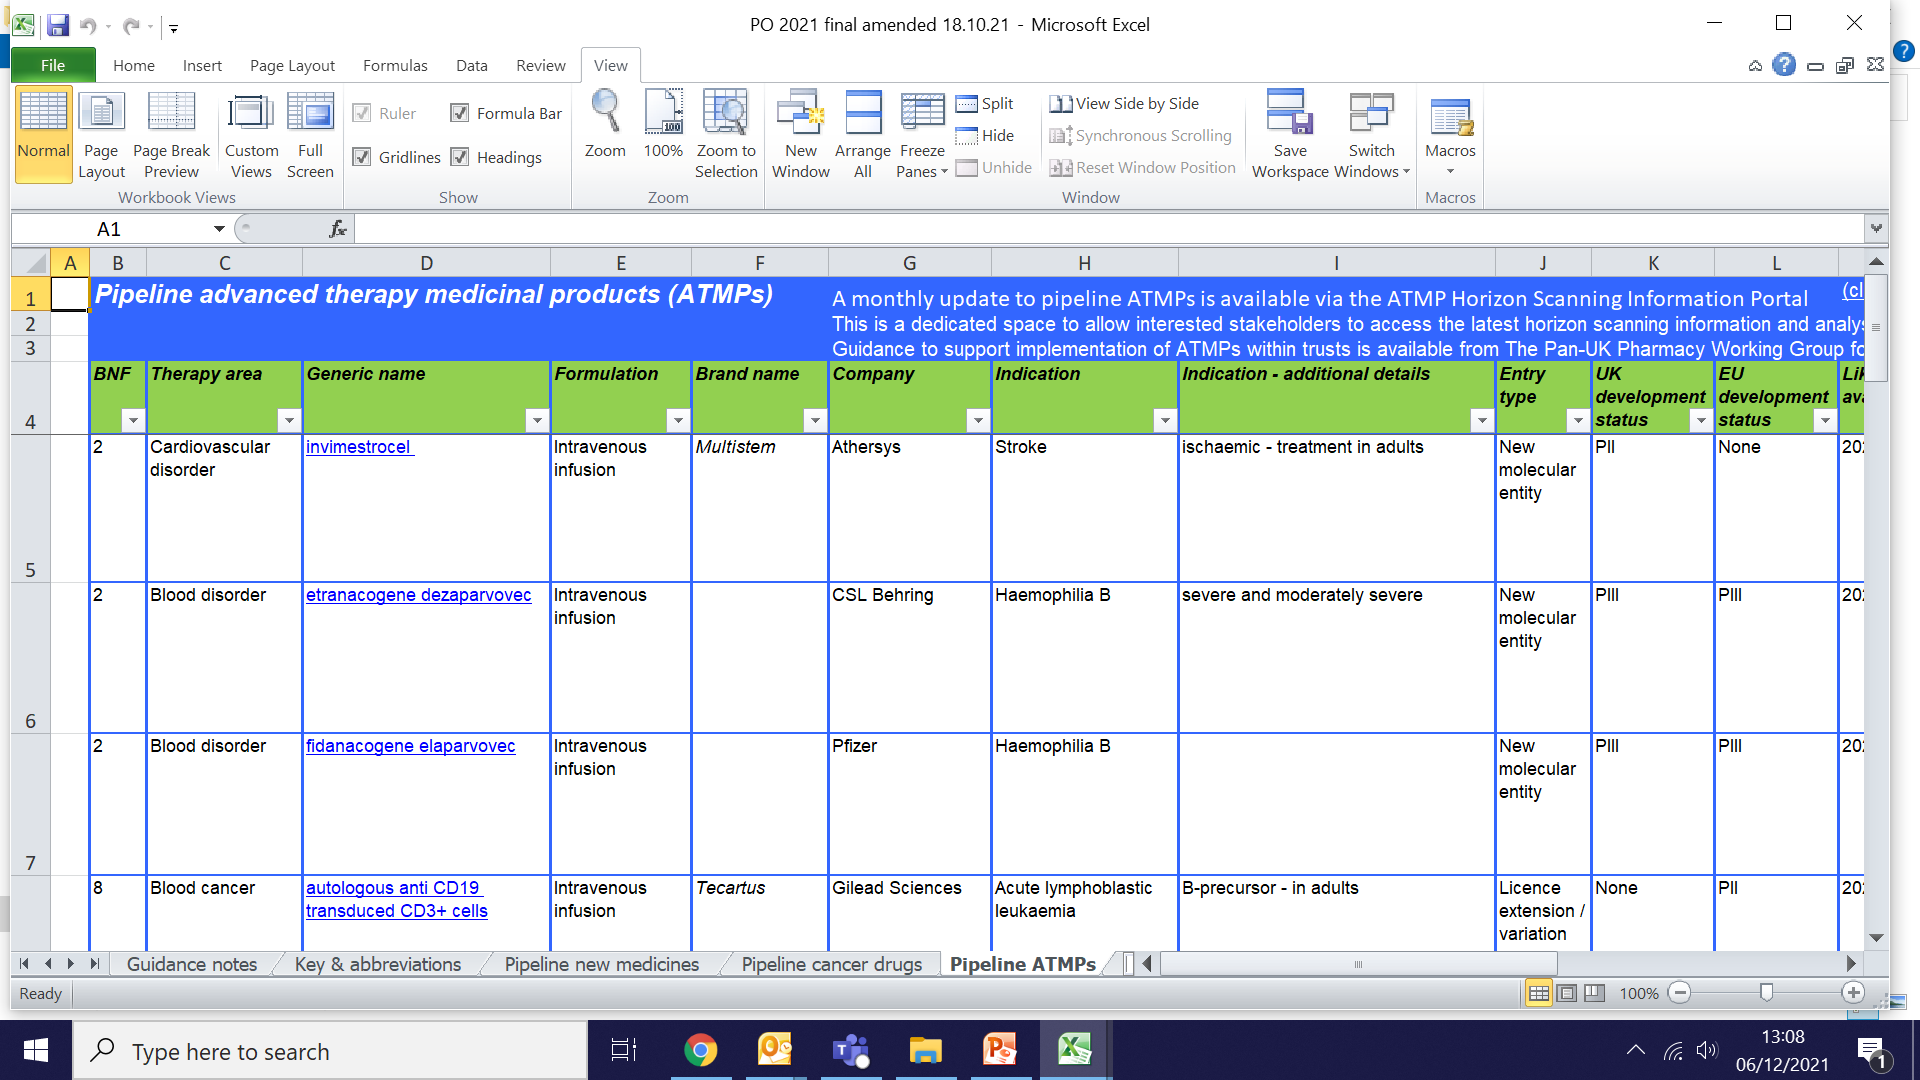 PO 2021 final amended 18.10.21 - Microsoft Excel
File Home Insert Page Layout Formulas Data Review View
Normal Page Layout Page Break Preview Custom Views Full Screen
Workbook Views
Ruler Formula Bar
Gridlines Headings
Show
Zoom 100% Zoom to Selection
Zoom
New Window Arrange All Freeze Panes
Split
Hide
Unhide
View Side by Side
Synchronous Scrolling
Reset Window Position
Save Workspace Switch Windows
Window
Macros
Macros
A1 fx
A B C D E F G H I J K L
1 Pipeline advanced therapy medicinal products (ATMPs) A monthly update to pipeline ATMPs is available via the ATMP Horizon Scanning Information Portal (cl
2 This is a dedicated space to allow interested stakeholders to access the latest horizon scanning information and analys
3 Guidance to support implementation of ATMPs within trusts is available from The Pan-UK Pharmacy Working Group fo
4 BNF Therapy area Generic name Formulation Brand name Company Indication Indication - additional details Entry type UK development status EU development status
5 2 Cardiovascular disorder invimestrocel Intravenous infusion Multistem Athersys Stroke ischaemic - treatment in adults New molecular entity PII None 202
6 2 Blood disorder etranacogene dezaparvovec Intravenous infusion CSL Behring Haemophilia B severe and moderately severe New molecular entity PIII PIII 202
7 2 Blood disorder fidanacogene elaparvovec Intravenous infusion Pfizer Haemophilia B New molecular entity PIII PIII 202
8 Blood cancer autologous anti CD19 transduced CD3+ cells Intravenous infusion Tecartus Gilead Sciences Acute lymphoblastic leukaemia B-precursor - in adults Licence extension / variation None PII 202
Guidance notes Key & abbreviations Pipeline new medicines Pipeline cancer drugs Pipeline ATMPs
Ready 100%
Type here to search
13:08
06/12/2021
1